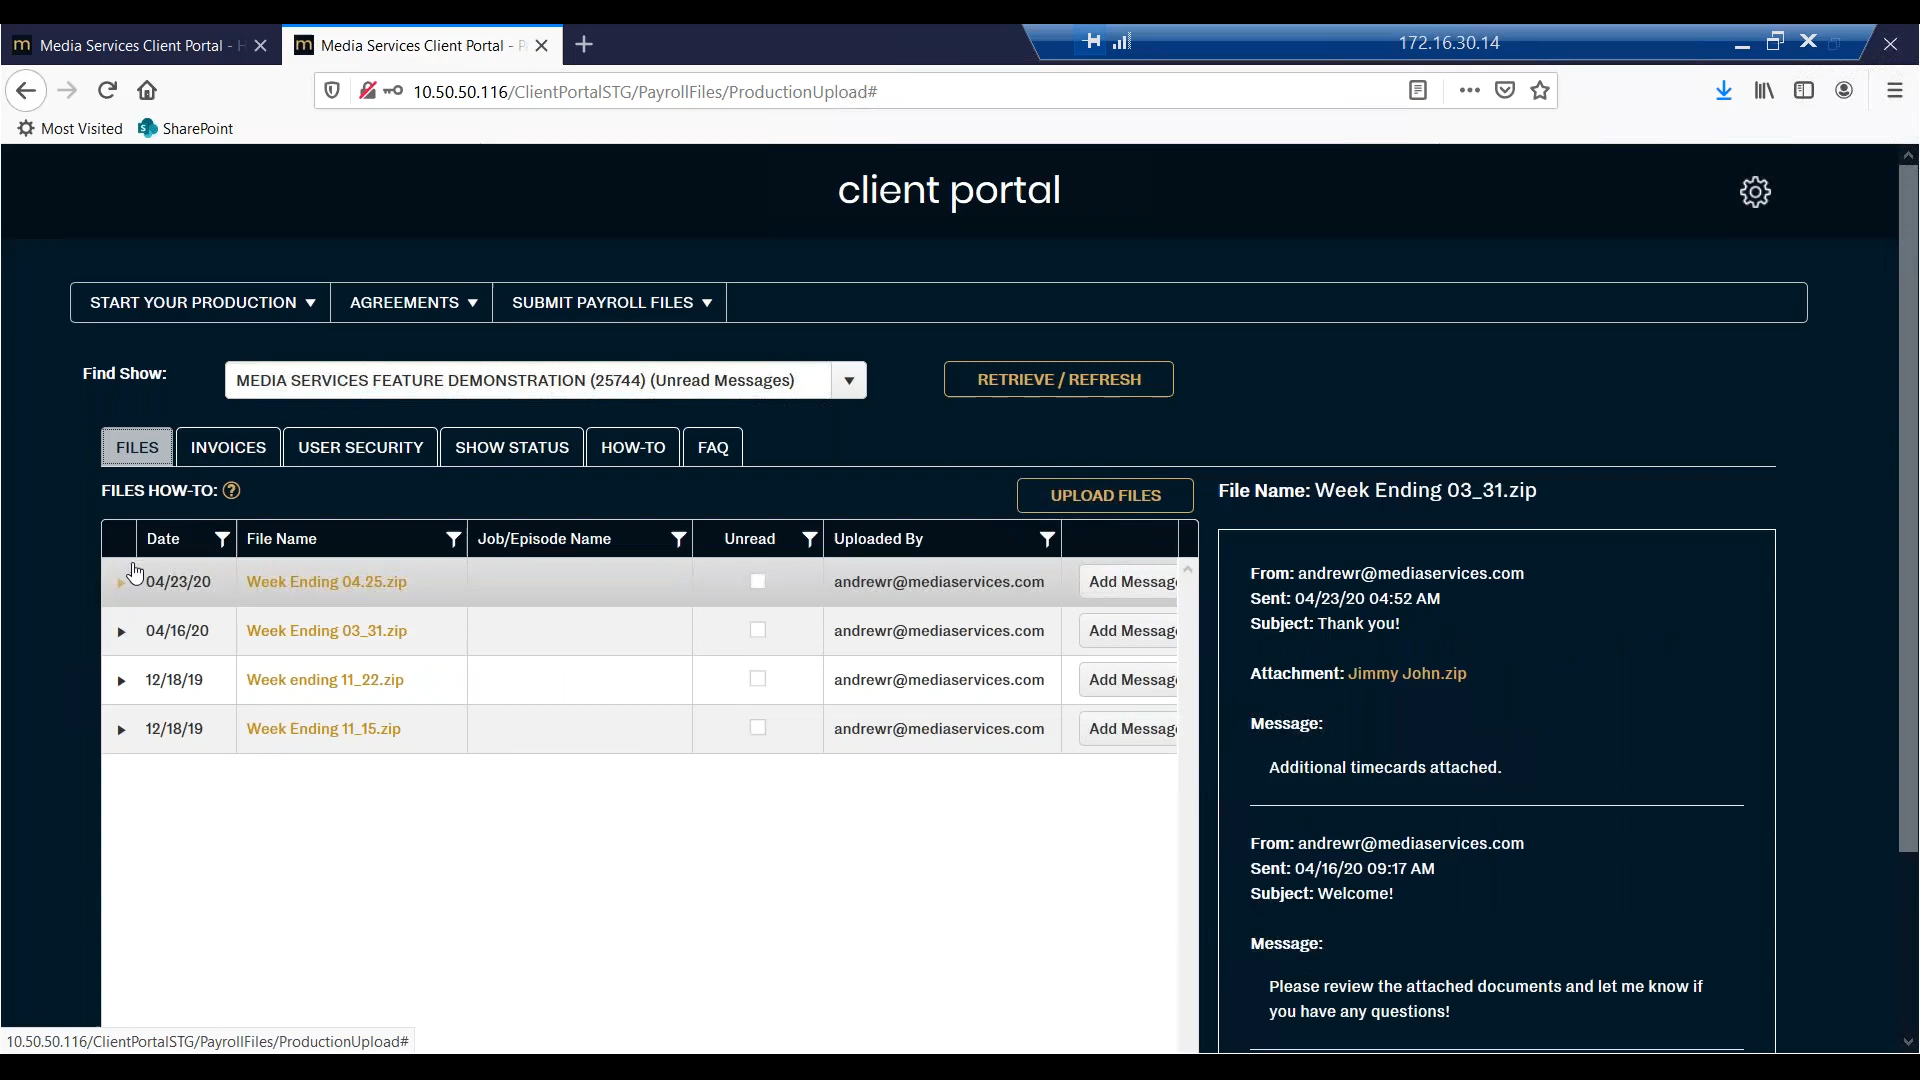 m Media Services Client Portal - H
m Media Services Client Portal - P
172.16.30.14
10.50.50.116/ClientPortalSTG/PayrollFiles/ProductionUpload#
Most Visited
SharePoint
client portal
START YOUR PRODUCTION
AGREEMENTS
SUBMIT PAYROLL FILES
Find Show:
MEDIA SERVICES FEATURE DEMONSTRATION (25744) (Unread Messages)
RETRIEVE / REFRESH
FILES
INVOICES
USER SECURITY
SHOW STATUS
HOW-TO
FAQ
FILES HOW-TO: ?
UPLOAD FILES
Date File Name Job/Episode Name Unread Uploaded By
04/23/20 Week Ending 04.25.zip andrewr@mediaservices.com Add Message
04/16/20 Week Ending 03_31.zip andrewr@mediaservices.com Add Message
12/18/19 Week ending 11_22.zip andrewr@mediaservices.com Add Message
12/18/19 Week Ending 11_15.zip andrewr@mediaservices.com Add Message
File Name: Week Ending 03_31.zip
From: andrewr@mediaservices.com
Sent: 04/23/20 04:52 AM
Subject: Thank you!
Attachment: Jimmy John.zip
Message:
Additional timecards attached.
From: andrewr@mediaservices.com
Sent: 04/16/20 09:17 AM
Subject: Welcome!
Message:
Please review the attached documents and let me know if
you have any questions!
10.50.50.116/ClientPortalSTG/PayrollFiles/ProductionUpload#